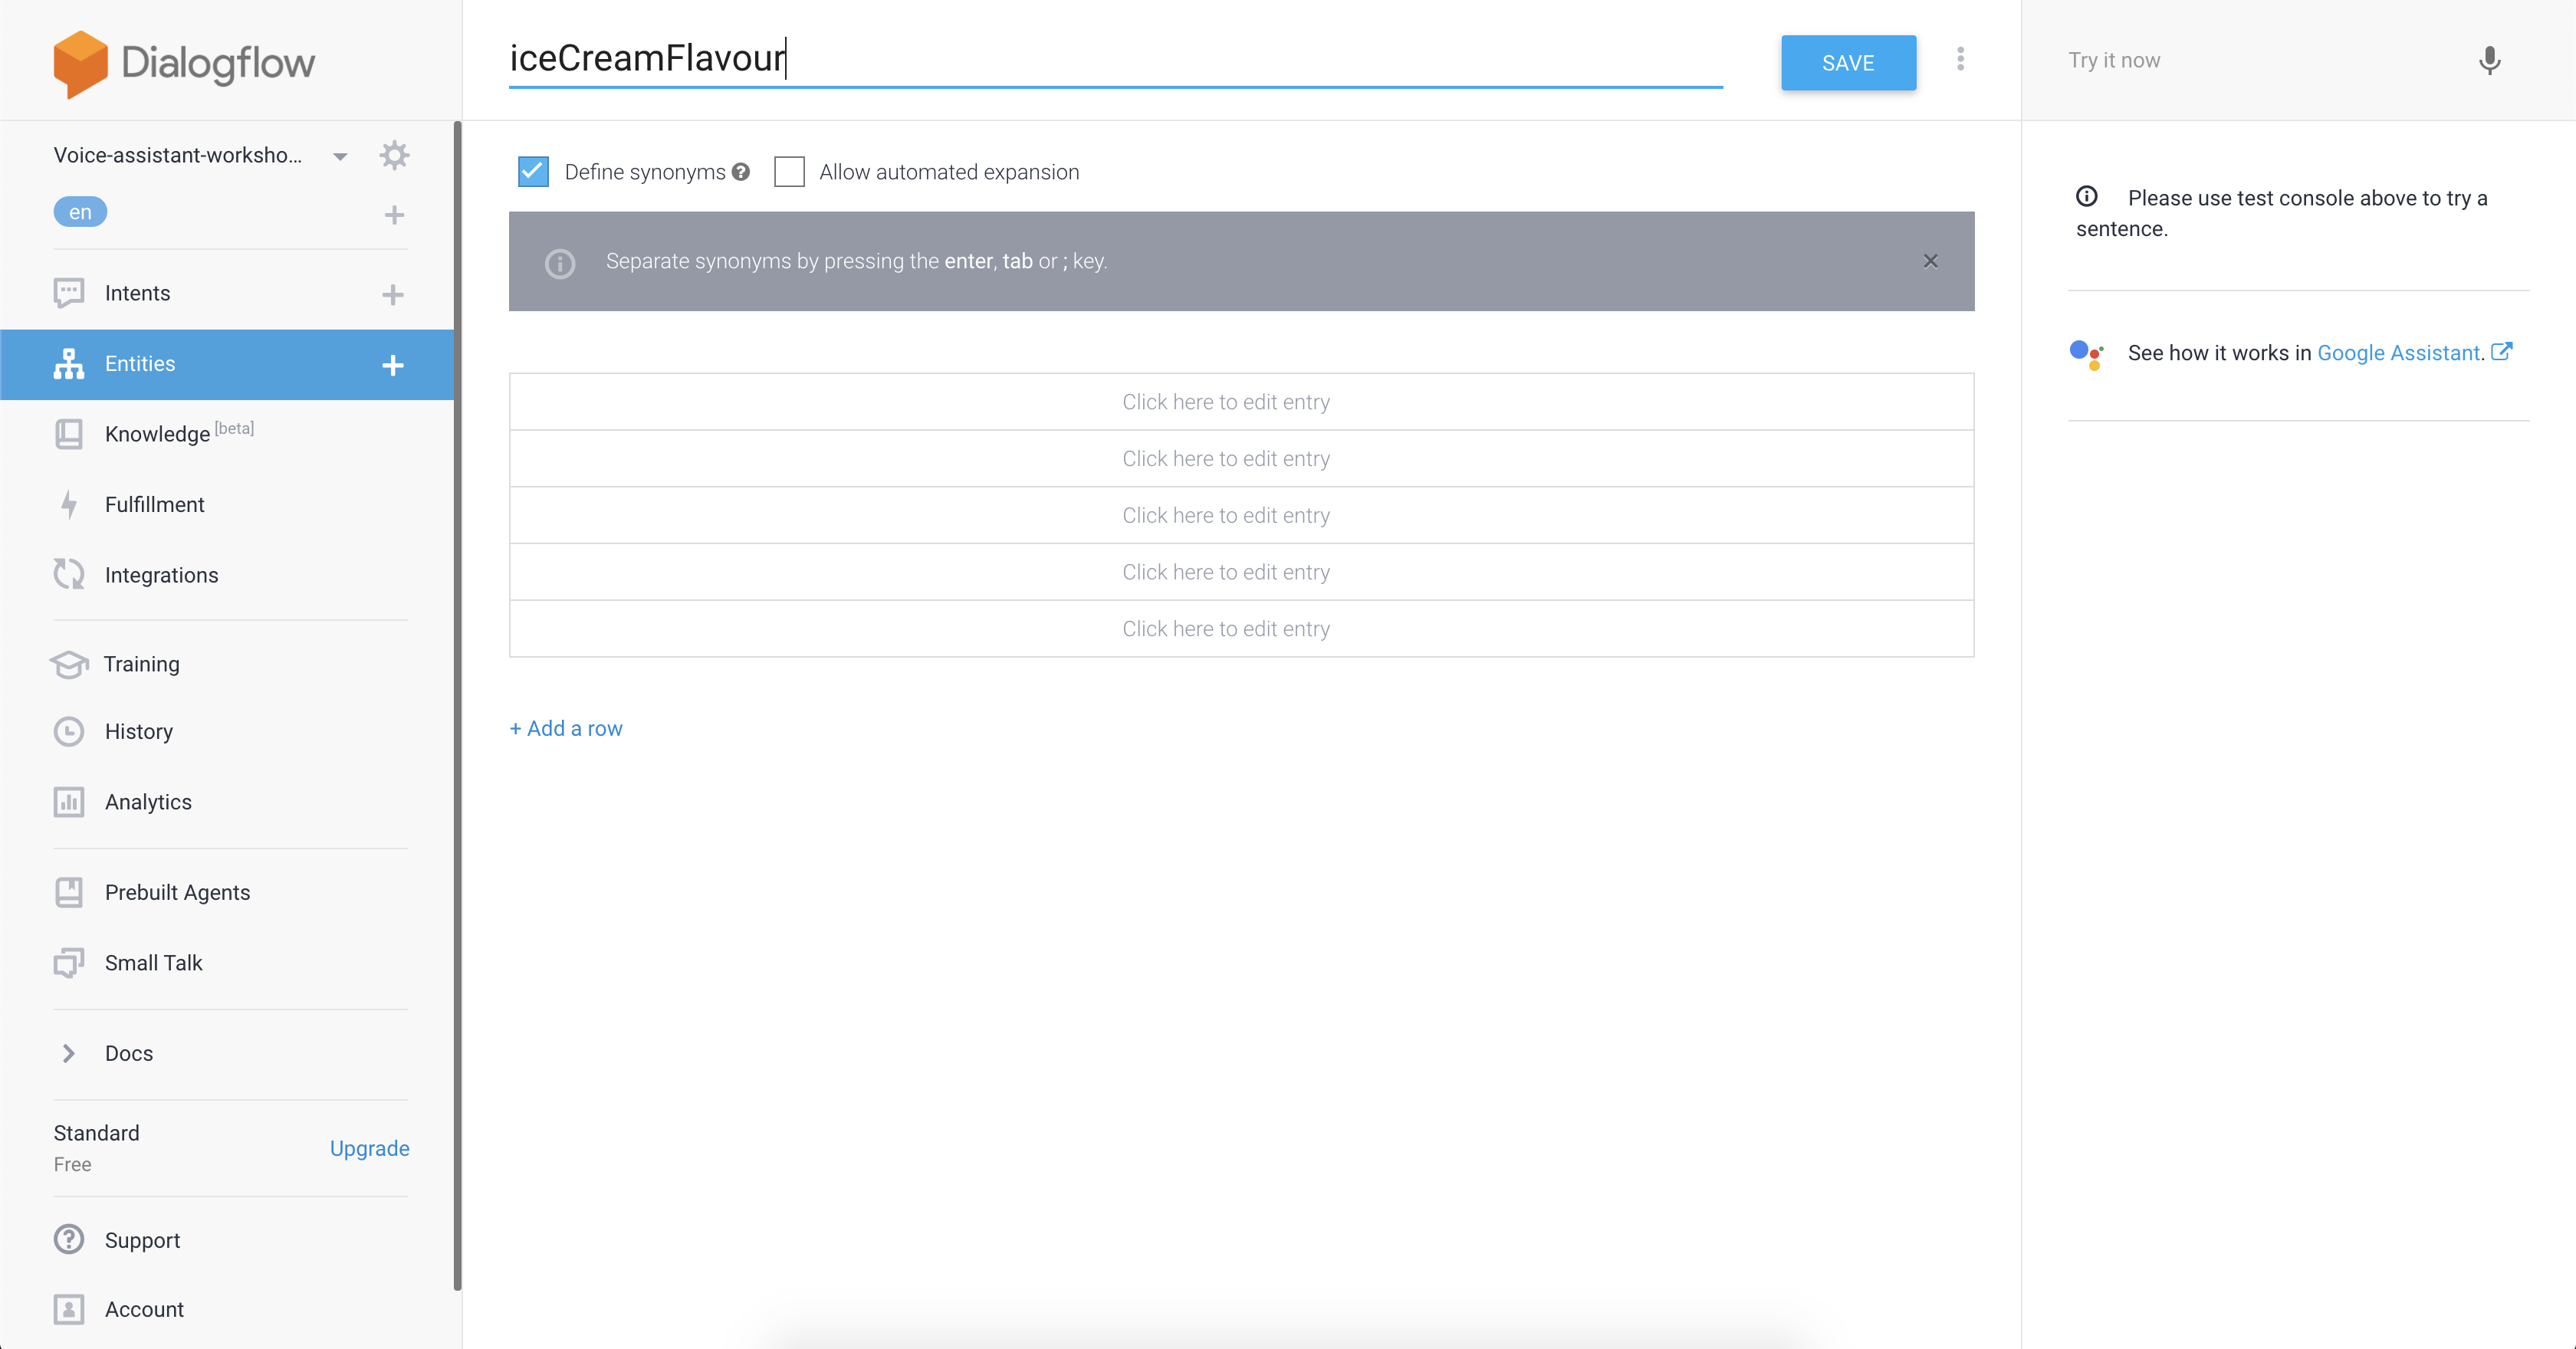 Dialogflow
Voice-assistant-worksho...
en
Intents
Entities
Knowledge [beta]
Fulfillment
Integrations
Training
History
Analytics
Prebuilt Agents
Small Talk
Docs
Standard
Free
Upgrade
Support
Account
iceCreamFlavour
SAVE
Define synonyms
Allow automated expansion
Separate synonyms by pressing the enter, tab or ; key.
Click here to edit entry
Click here to edit entry
Click here to edit entry
Click here to edit entry
Click here to edit entry
+ Add a row
Try it now
Please use test console above to try a
sentence.
See how it works in Google Assistant.